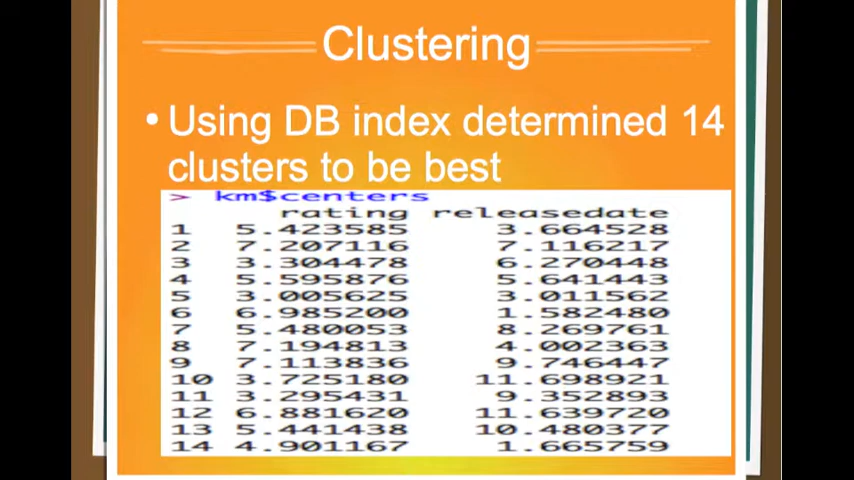 Clustering
• Using DB index determined 14
clusters to be best
> km$centers
rating releasedate
1 5.423585 3.664528
2 7.207116 7.116217
3 3.304478 6.270448
4 5.595876 5.641443
5 3.005625 3.011562
6 6.985200 1.582480
7 5.480053 8.269761
8 7.194813 4.002363
9 7.113836 9.746447
10 3.725180 11.698921
11 3.295431 9.352893
12 6.881620 11.639720
13 5.441438 10.480377
14 4.901167 1.665759